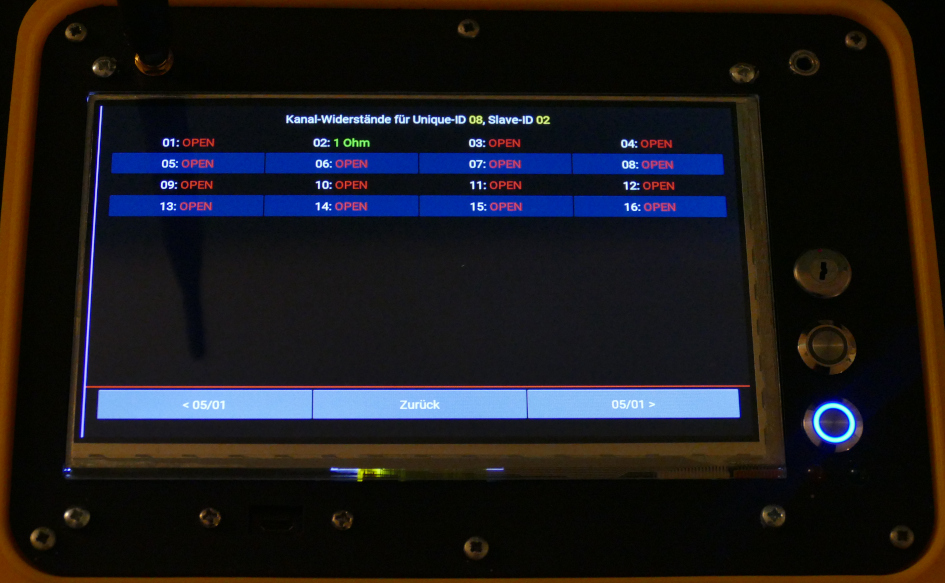 Kanal-Widerstände für Unique-ID 08, Slave-ID 02
01: OPEN 02: 1 Ohm 03: OPEN 04: OPEN
05: OPEN 06: OPEN 07: OPEN 08: OPEN
09: OPEN 10: OPEN 11: OPEN 12: OPEN
13: OPEN 14: OPEN 15: OPEN 16: OPEN
< 05/01 Zurück 05/01 >